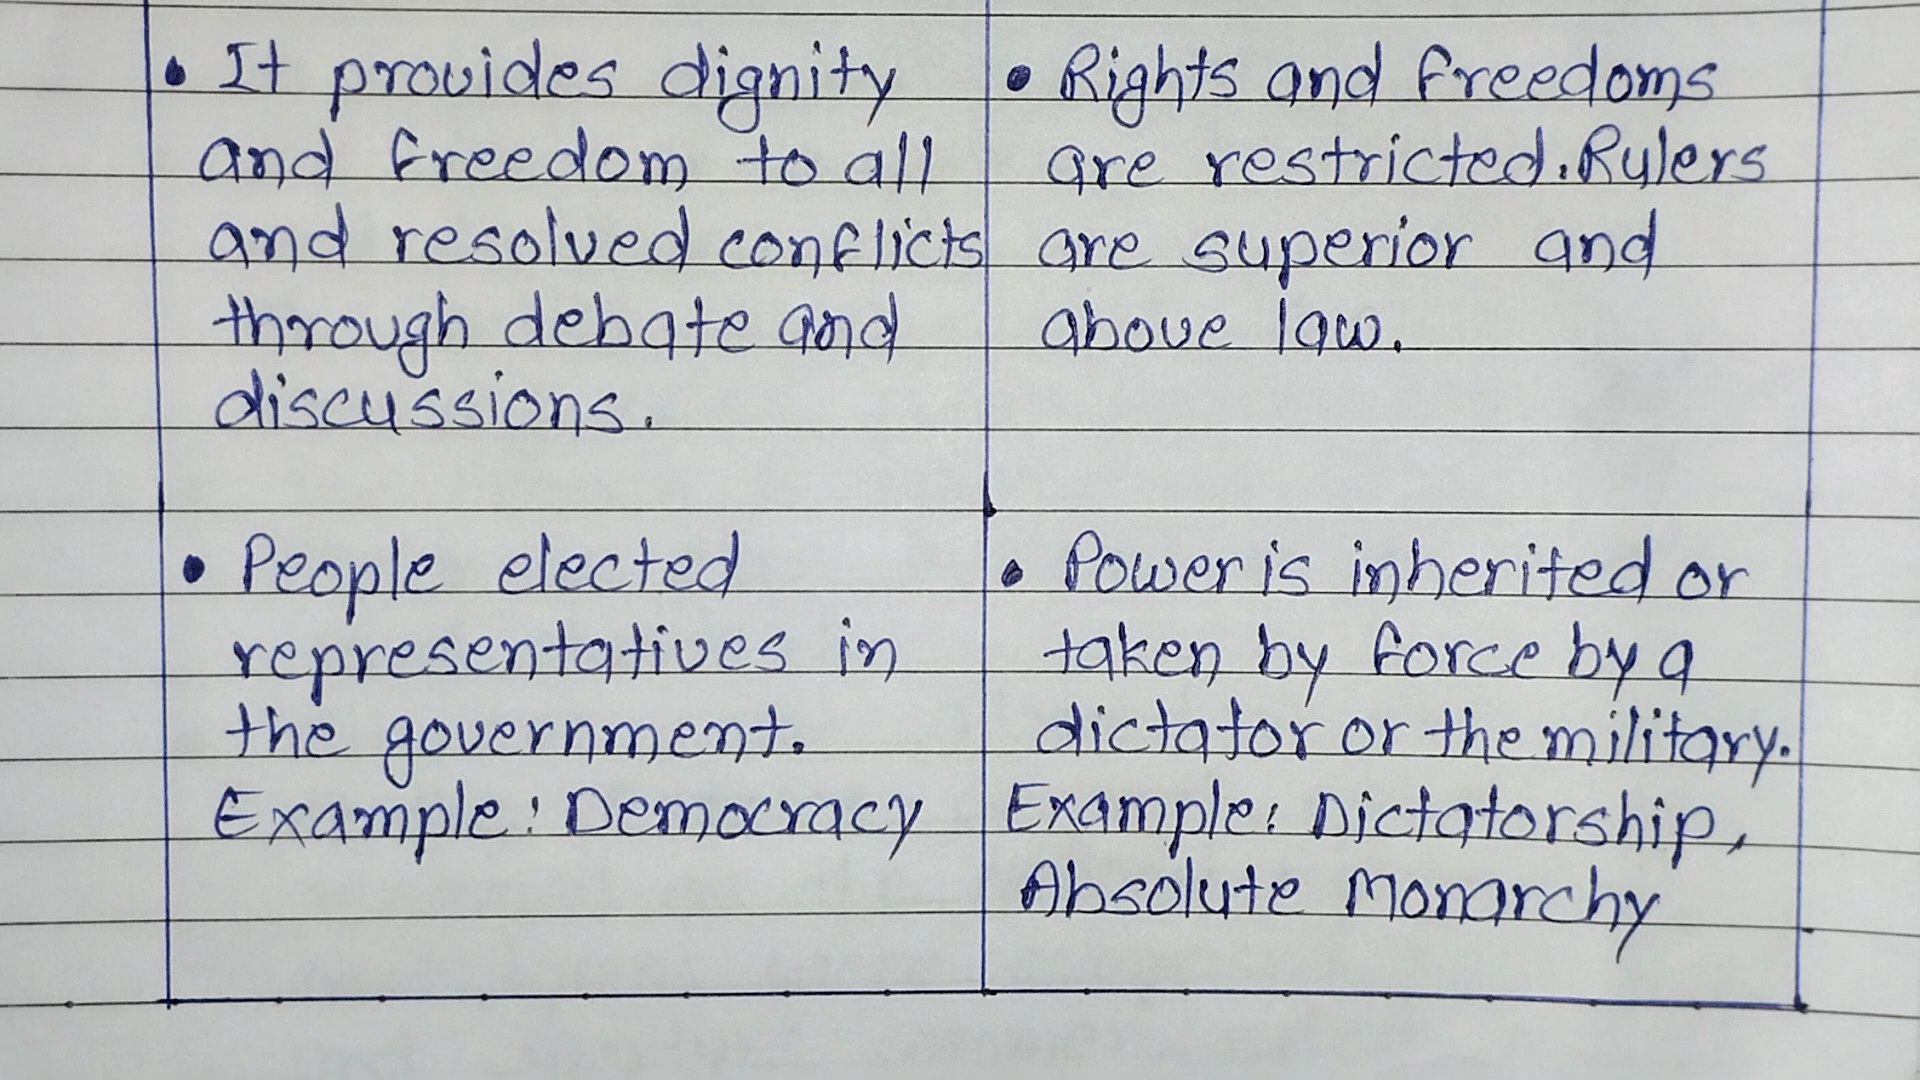 • It provides dignity
and freedom to all
and resolved conflicts
through debate and
discussions.
• People elected
representatives in
the government.
Example: Democracy
• Rights and freedoms
are restricted. Rulers
are superior and
above law.
• Power is inherited or
taken by force by a
dictator or the military.
Example: Dictatorship,
Absolute Monarchy